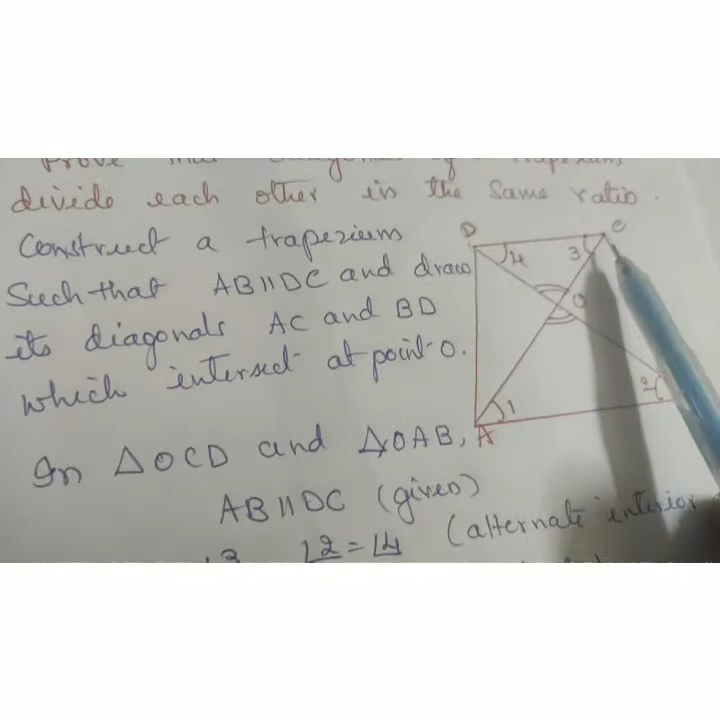 divide each other in the same ratio.
Construct a trapezium
Such that AB||DC and draw
its diagonals AC and BD
which intersect at point O.
D
C
4
3
O
2
1
A
In △OCD and △OAB,
AB||DC (given)
∠2=∠4 (alternate interior